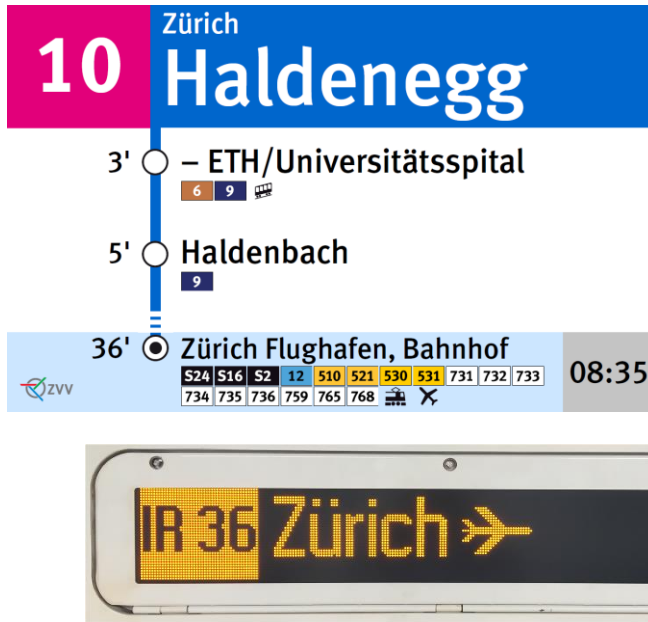 10
Zürich
Haldenegg
3' – ETH/Universitätsspital
6 9
5' Haldenbach
9
36' Zürich Flughafen, Bahnhof
S24 S16 S2 12 510 521 530 531 731 732 733
734 735 736 759 765 768
08:35
ZVV
IR 36 Zürich